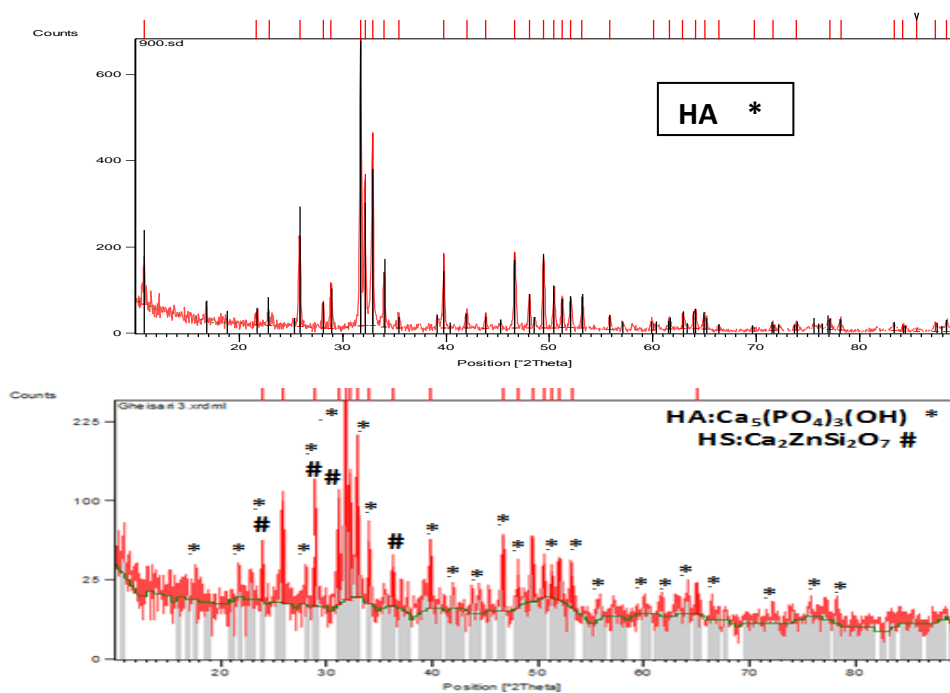 Counts
900.sd
600
HA *
400
200
0
20 30 40 50 60 70 80
Position [°2Theta]
Counts
Gheisari 3.xrdml
HA:Ca5(PO4)3(OH) *
225
HS:Ca2ZnSi2O7 #
* * *
* # #
100
* #
* * * * # * * * * * * * * * * * * * * *
25
0
20 30 40 50 60 70 80
Position [°2Theta]